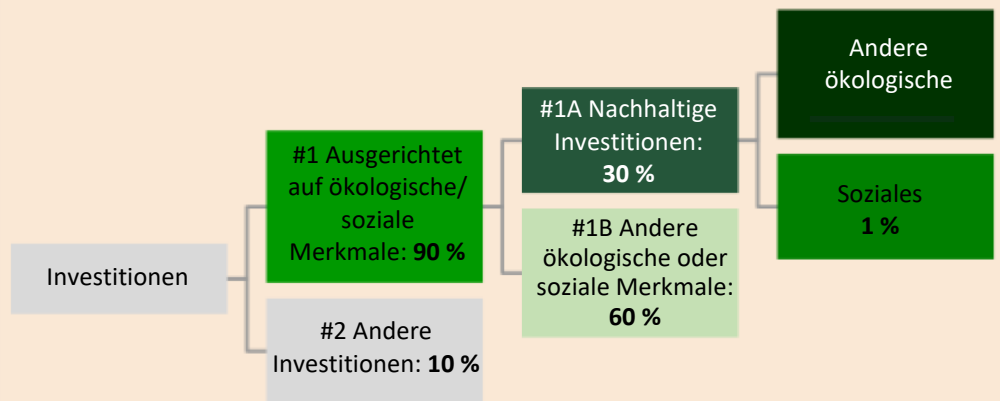 Andere
ökologische
#1A Nachhaltige
Investitionen:
30 %
#1 Ausgerichtet
auf ökologische/
soziale
Merkmale: 90 %
Soziales
1 %
#1B Andere
ökologische oder
soziale Merkmale:
60 %
Investitionen
#2 Andere
Investitionen: 10 %